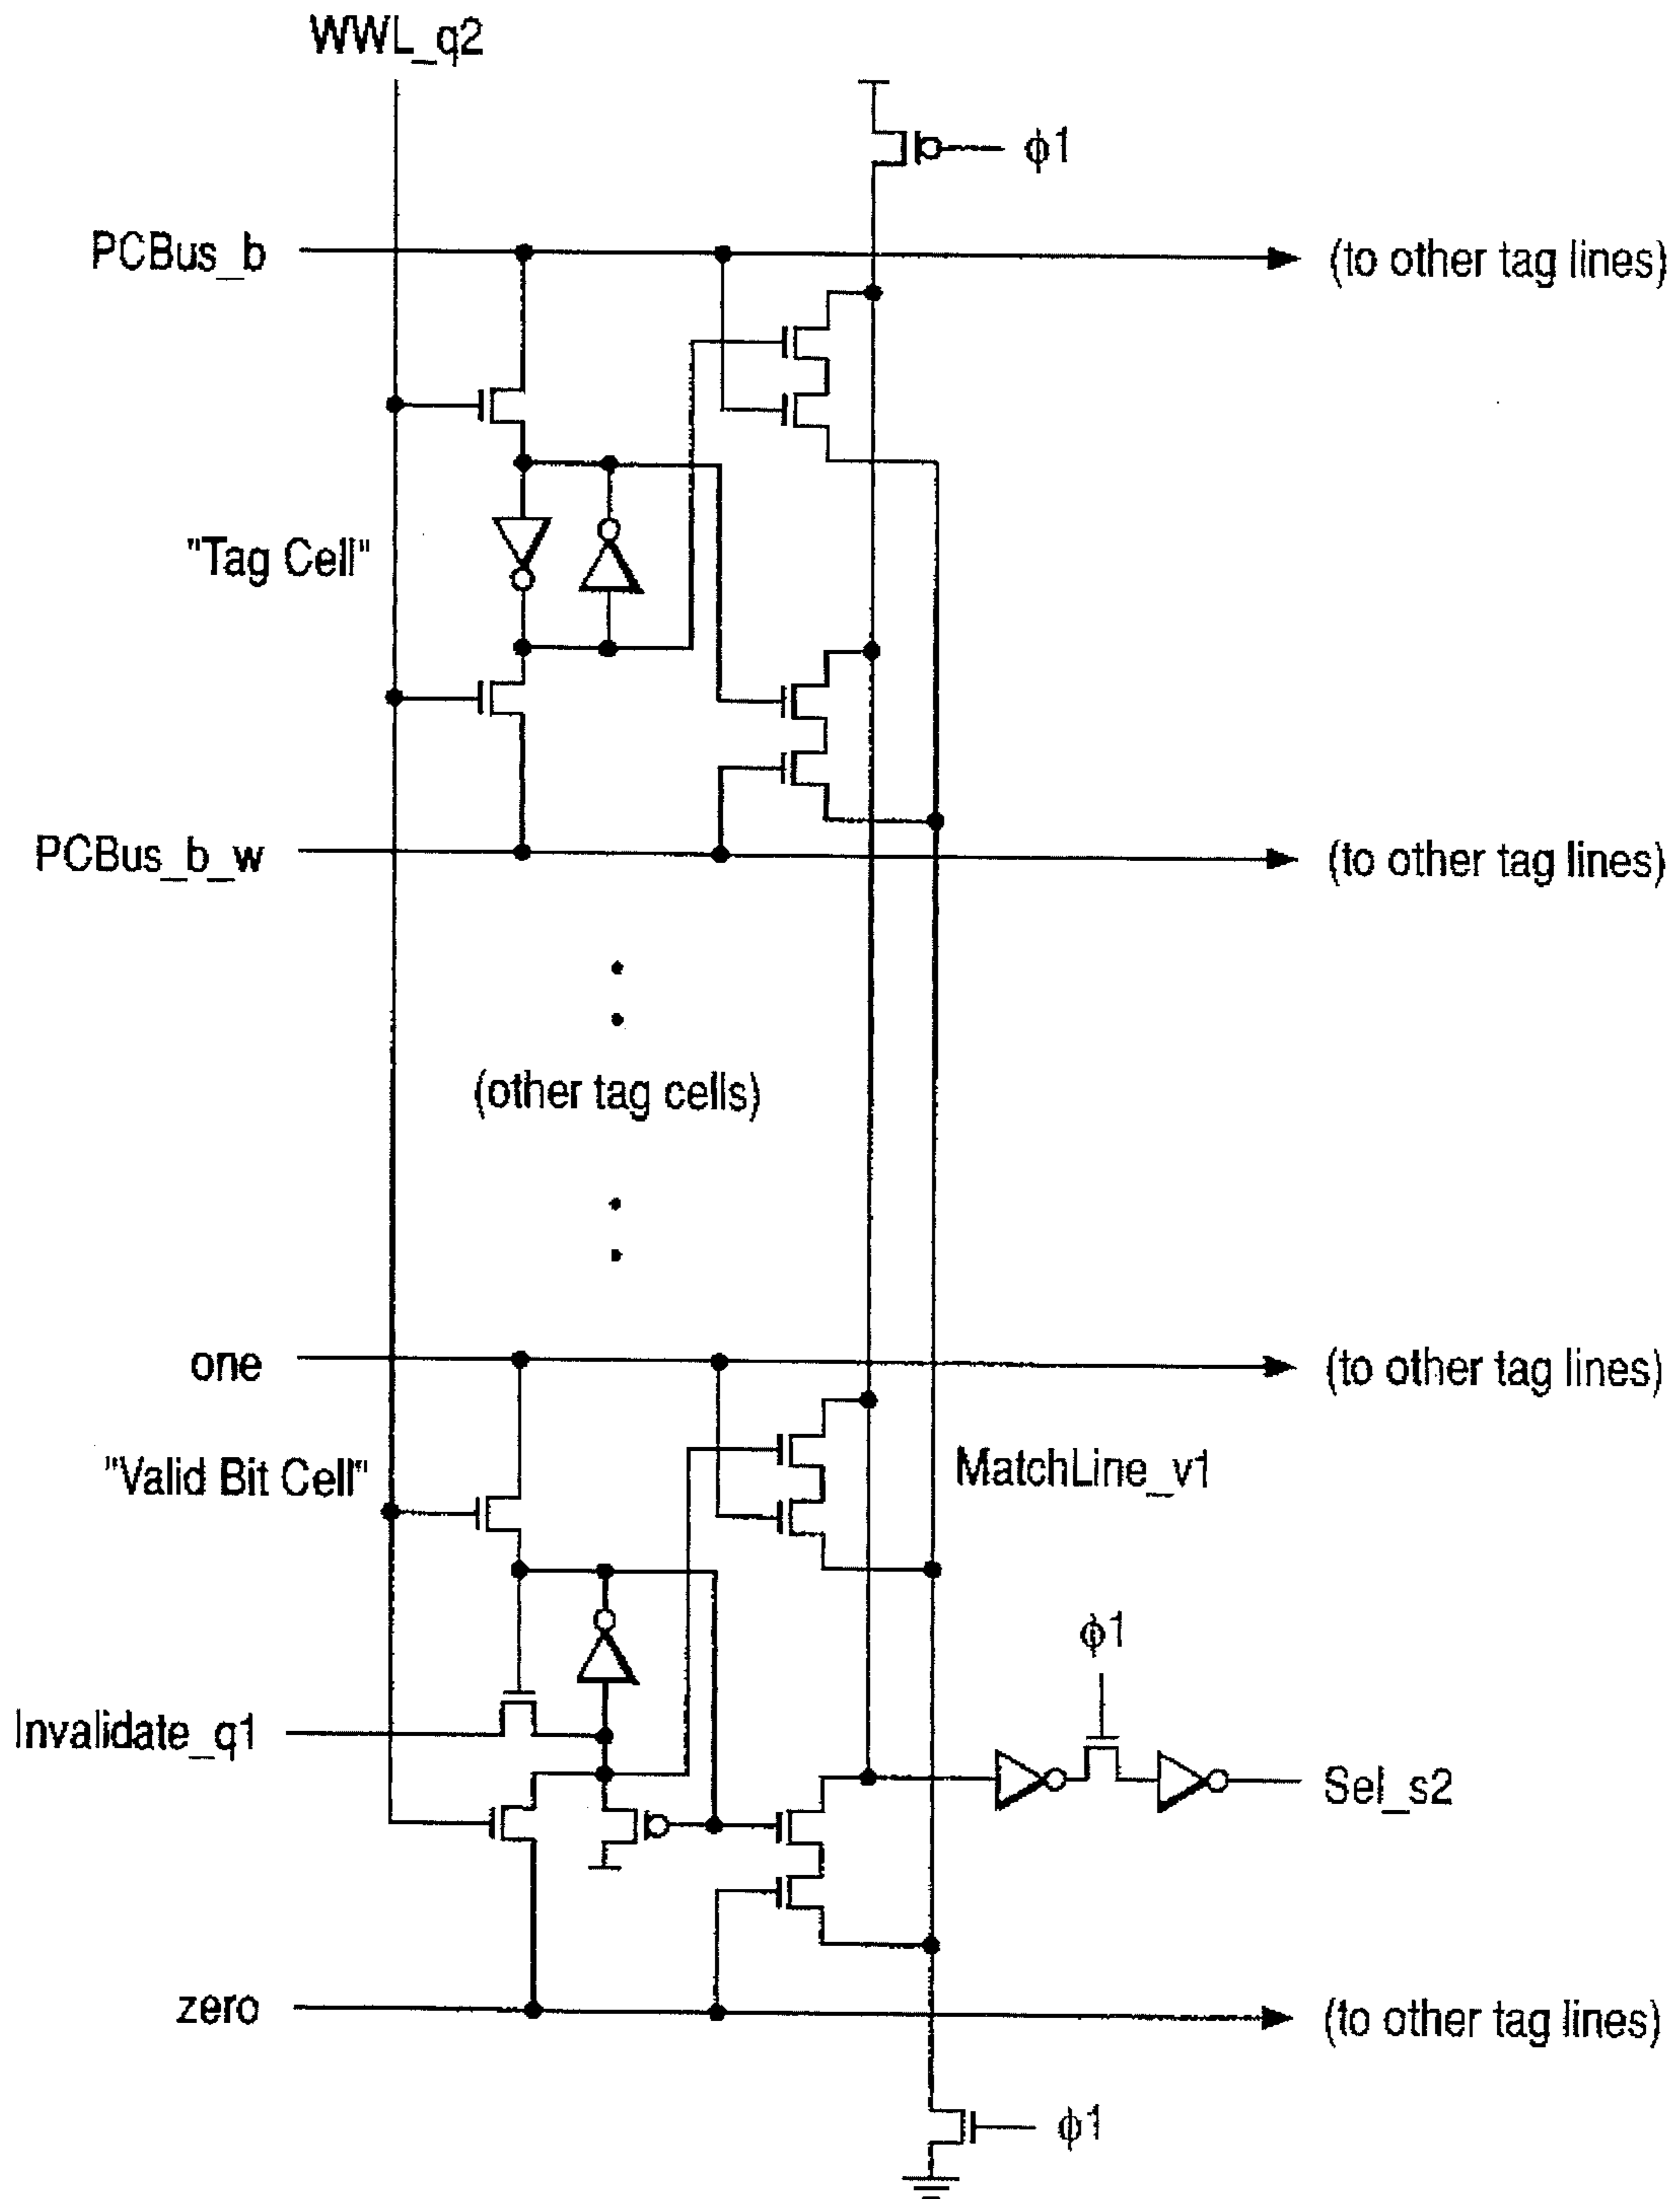 WWL_q2
ϕ1
PCBus_b
(to other tag lines)
"Tag Cell"
PCBus_b_w
(to other tag lines)
(other tag cells)
one
(to other tag lines)
"Valid Bit Cell"
MatchLine_v1
ϕ1
Invalidate_q1
Sel_s2
zero
(to other tag lines)
ϕ1